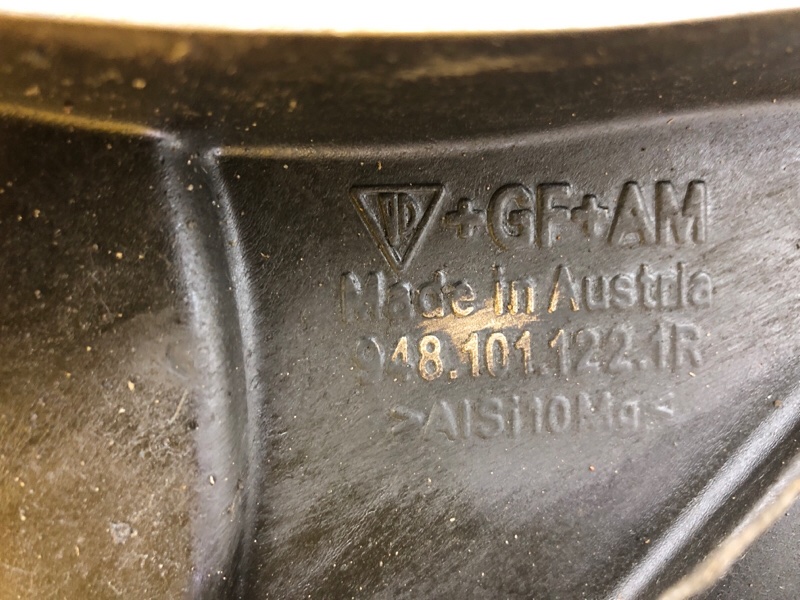 +GF+AM
Made in Austria
948.101.122.1R
>AlSi10Mg<